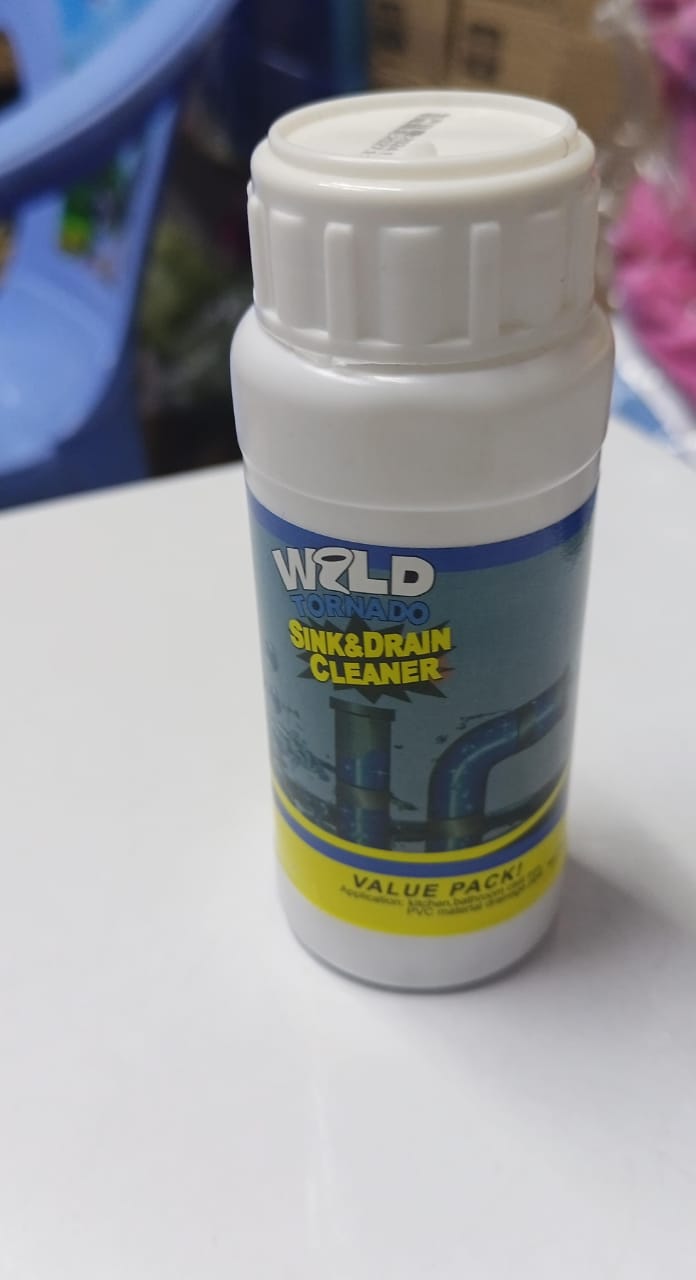 WILD
TORNADO
SINK&DRAIN
CLEANER
VALUE PACK!
Application: kitchen,bathroom
PVC material drainage